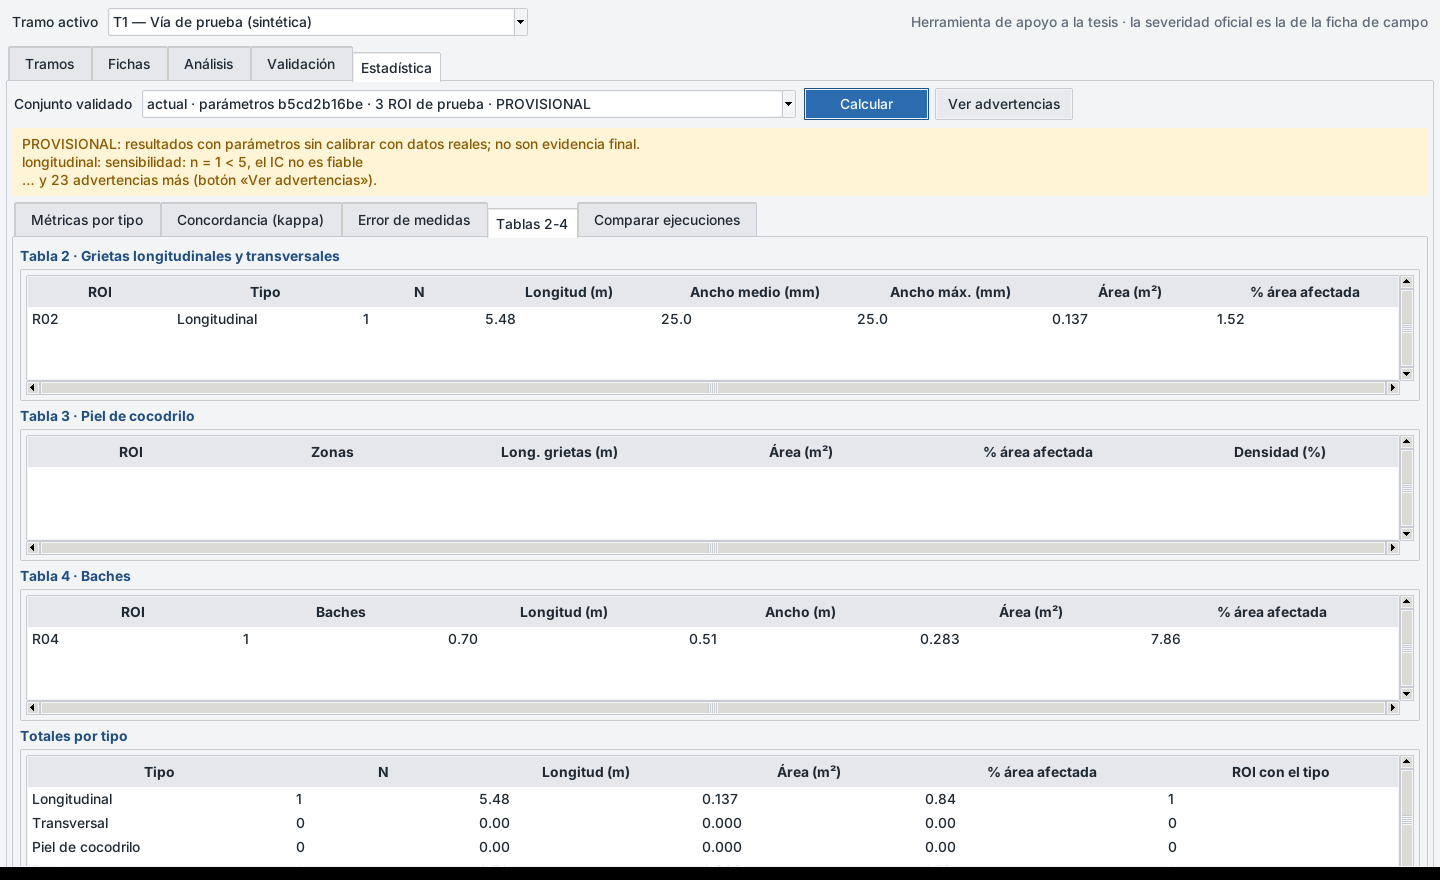 Tramo activo T1 — Vía de prueba (sintética) Herramienta de apoyo a la tesis · la severidad oficial es la de la ficha de campo
Tramos Fichas Análisis Validación Estadística
Conjunto validado actual · parámetros b5cd2b16be · 3 ROI de prueba · PROVISIONAL Calcular Ver advertencias
PROVISIONAL: resultados con parámetros sin calibrar con datos reales; no son evidencia final.
longitudinal: sensibilidad: n = 1 < 5, el IC no es fiable
... y 23 advertencias más (botón «Ver advertencias»).
Métricas por tipo Concordancia (kappa) Error de medidas Tablas 2-4 Comparar ejecuciones
Tabla 2 · Grietas longitudinales y transversales
ROI Tipo N Longitud (m) Ancho medio (mm) Ancho máx. (mm) Área (m²) % área afectada
R02 Longitudinal 1 5.48 25.0 25.0 0.137 1.52
Tabla 3 · Piel de cocodrilo
ROI Zonas Long. grietas (m) Área (m²) % área afectada Densidad (%)
Tabla 4 · Baches
ROI Baches Longitud (m) Ancho (m) Área (m²) % área afectada
R04 1 0.70 0.51 0.283 7.86
Totales por tipo
Tipo N Longitud (m) Área (m²) % área afectada ROI con el tipo
Longitudinal 1 5.48 0.137 0.84 1
Transversal 0 0.00 0.000 0.00 0
Piel de cocodrilo 0 0.00 0.000 0.00 0